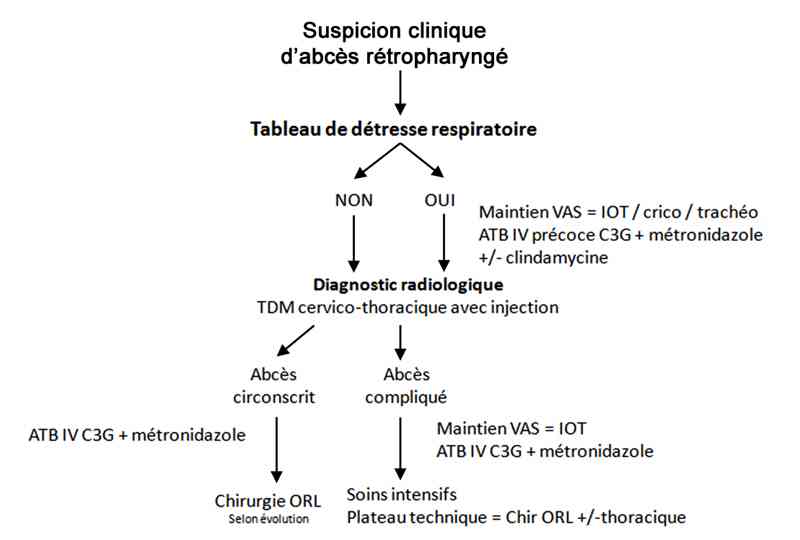 Suspicion clinique
d'abcès rétropharyngé
Tableau de détresse respiratoire
NON
OUI
Maintien VAS = IOT / crico / trachéo
ATB IV précoce C3G + métronidazole
+/- clindamycine
Diagnostic radiologique
TDM cervico-thoracique avec injection
Abcès
circonscrit
Abcès
compliqué
ATB IV C3G + métronidazole
Maintien VAS = IOT
ATB IV C3G + métronidazole
Chirurgie ORL
Selon évolution
Soins intensifs
Plateau technique = Chir ORL +/-thoracique